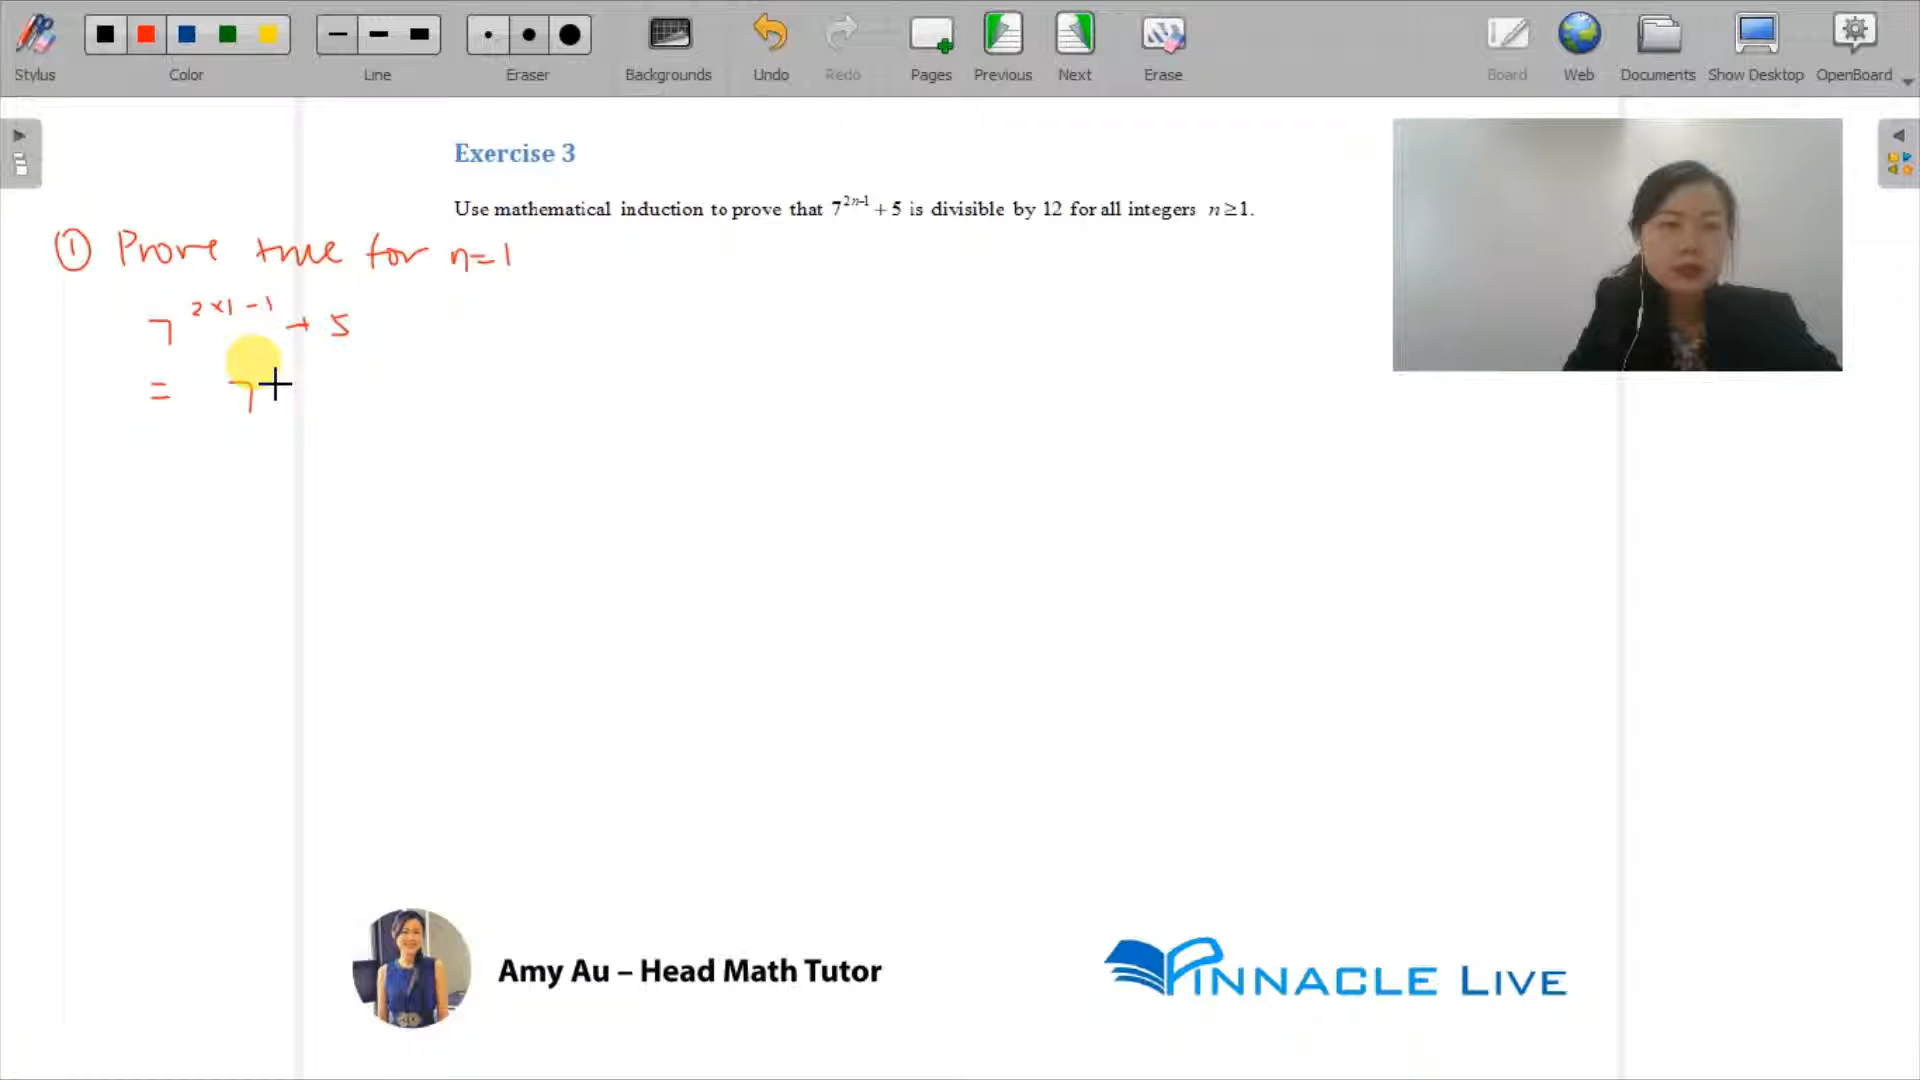 Stylus Color Line Eraser Backgrounds Undo Redo Pages Previous Next Erase Board Web Documents Show Desktop OpenBoard
Exercise 3
Use mathematical induction to prove that 7^{2n-1} + 5 is divisible by 12 for all integers n ≥ 1.
① Prove true for n=1
7^{2×1-1} + 5
= 7
Amy Au – Head Math Tutor
PINNACLE LIVE